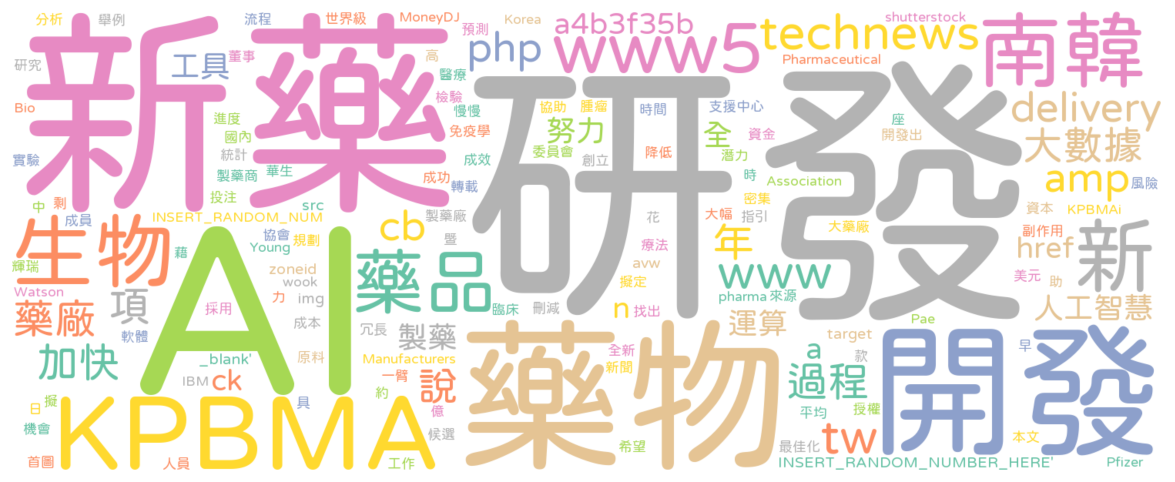 分析
舉例
流程
世界級
MoneyDJ
預測
Korea
a4b3f35b
shutterstock
董事
高
php
www5
technews
南韓
研究
工具
醫療
Pharmaceutical
新藥
研發
Bio
檢驗
慢慢
協助
腫瘤
時間
支援中心
座
delivery
進度
免疫學
努力
全
資金
開發出
大數據
國內
委員會
創立
降低
潛力
實驗
統計
成效
時
amp
風險
製藥商
華生
成功
轉載
Association
密集
投注
src
製藥廠
花
大幅
指引
資本
KPBMAi
中
剩
成員
INSERT_RANDOM_NUM
cb
暨
大藥廠
副作用
生物
協會
規劃
年
href
新
藉
Young
療法
輝瑞
AI
藥品
avw
www
美元
zoneid
wook
擬定
助
Watson
img
臨床
刪減
n
找出
pharma
來源
人工智慧
藥廠
項
力
採用
運算
Pae
軟體
成本
冗長
製藥
藥物
target
開發
早
加快
_blank'
原料
Manufacturers
全新
a
款
IBM
ck
一臂
說
新聞
過程
日
擬
KPBMA
具
約
億
平均
授權
機會
候選
tw
本文
希望
最佳化
首圖
人員
工作
INSERT_RANDOM_NUMBER_HERE'
Pfizer